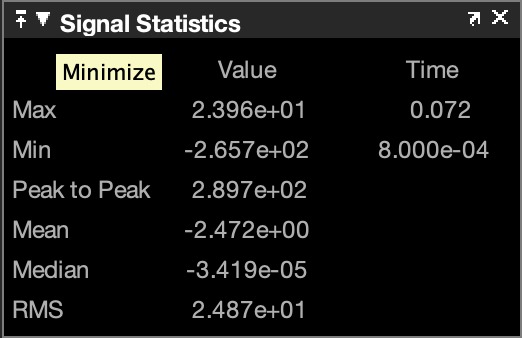 Signal Statistics
Minimize Value Time
Max 2.396e+01 0.072
Min -2.657e+02 8.000e-04
Peak to Peak 2.897e+02
Mean -2.472e+00
Median -3.419e-05
RMS 2.487e+01